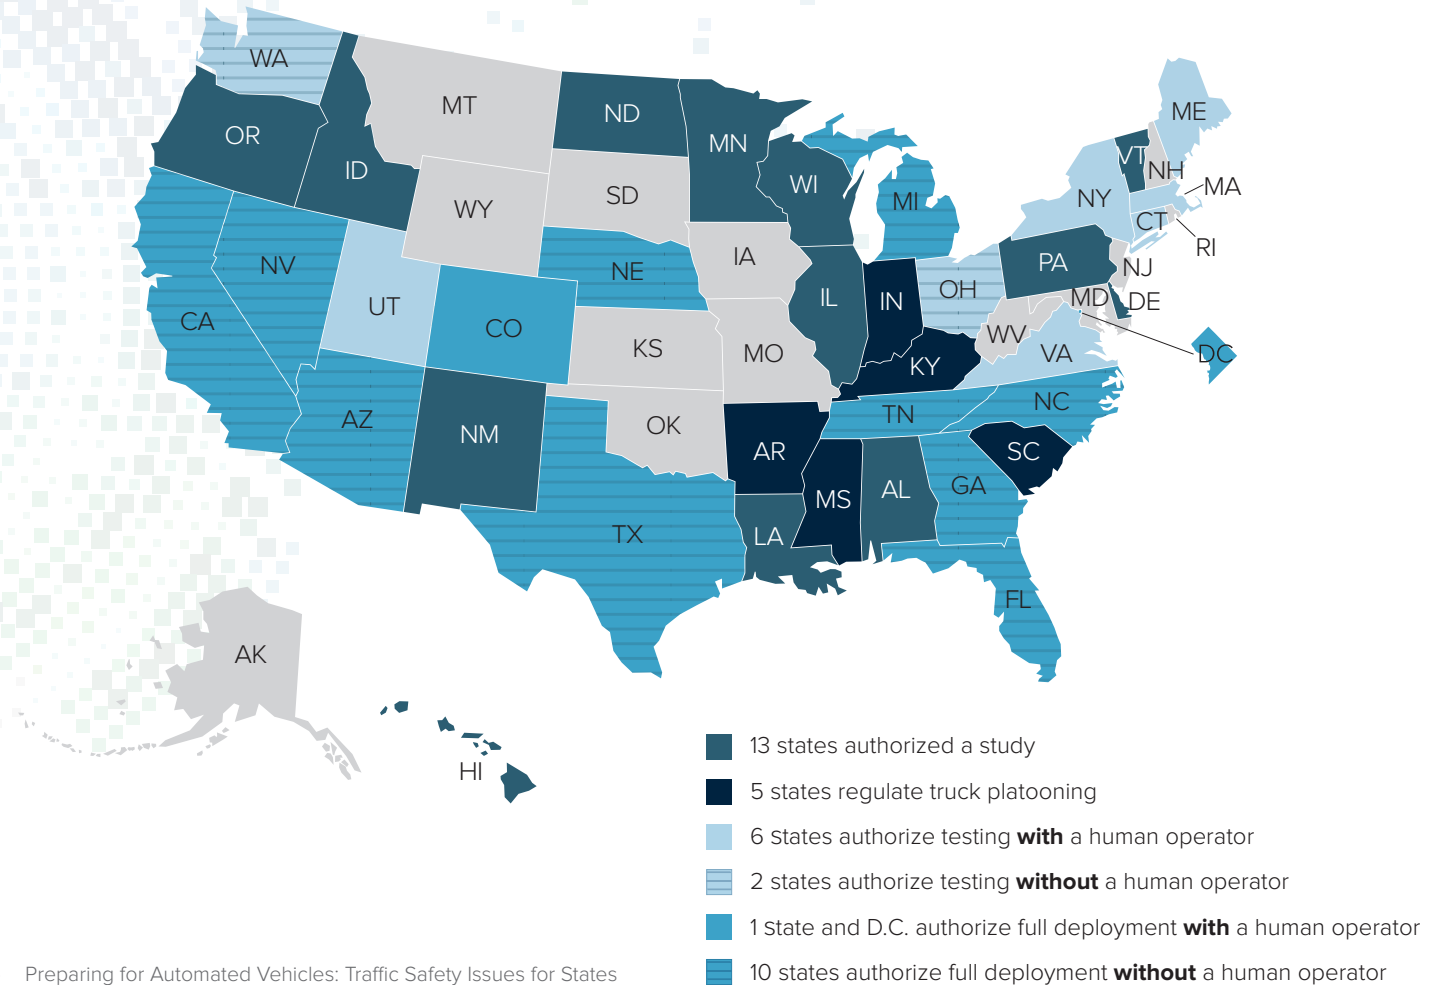 WA
MT
ND
MN
OR
ID
WI
MI
ME
VT
NH
NY
MA
CT
RI
WY
SD
IA
NE
NV
UT
CO
CA
IL
IN
OH
PA
NJ
MD
DE
WV
VA
DC
KS
MO
KY
AZ
NM
OK
AR
TN
NC
SC
MS
AL
GA
LA
TX
FL
AK
HI
13 states authorized a study
5 states regulate truck platooning
6 states authorize testing with a human operator
2 states authorize testing without a human operator
1 state and D.C. authorize full deployment with a human operator
10 states authorize full deployment without a human operator
Preparing for Automated Vehicles: Traffic Safety Issues for States